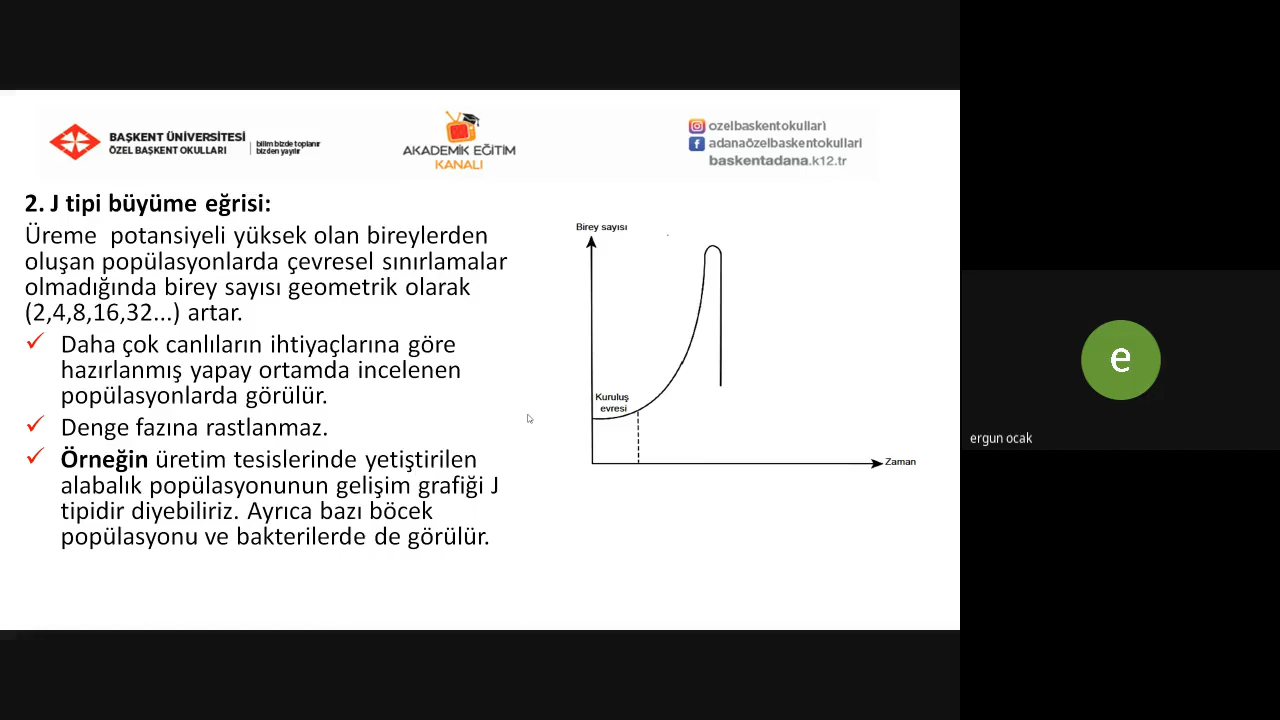 BAŞKENT ÜNİVERSİTESİ
ÖZEL BAŞKENT OKULLARI
bilim bizde toplanır
bizden yayılır
AKADEMİK EĞİTİM
KANALI
ozelbaskentokulları
adanaözelbaskentokullari
baskentadana.k12.tr
2. J tipi büyüme eğrisi:
Üreme potansiyeli yüksek olan bireylerden
oluşan popülasyonlarda çevresel sınırlamalar
olmadığında birey sayısı geometrik olarak
(2,4,8,16,32...) artar.
✓ Daha çok canlıların ihtiyaçlarına göre
hazırlanmış yapay ortamda incelenen
popülasyonlarda görülür.
✓ Denge fazına rastlanmaz.
✓ Örneğin üretim tesislerinde yetiştirilen
alabalık popülasyonunun gelişim grafiği J
tipidir diyebiliriz. Ayrıca bazı böcek
popülasyonu ve bakterilerde de görülür.
Birey sayısı
Kuruluş
evresi
Zaman
e
ergun ocak